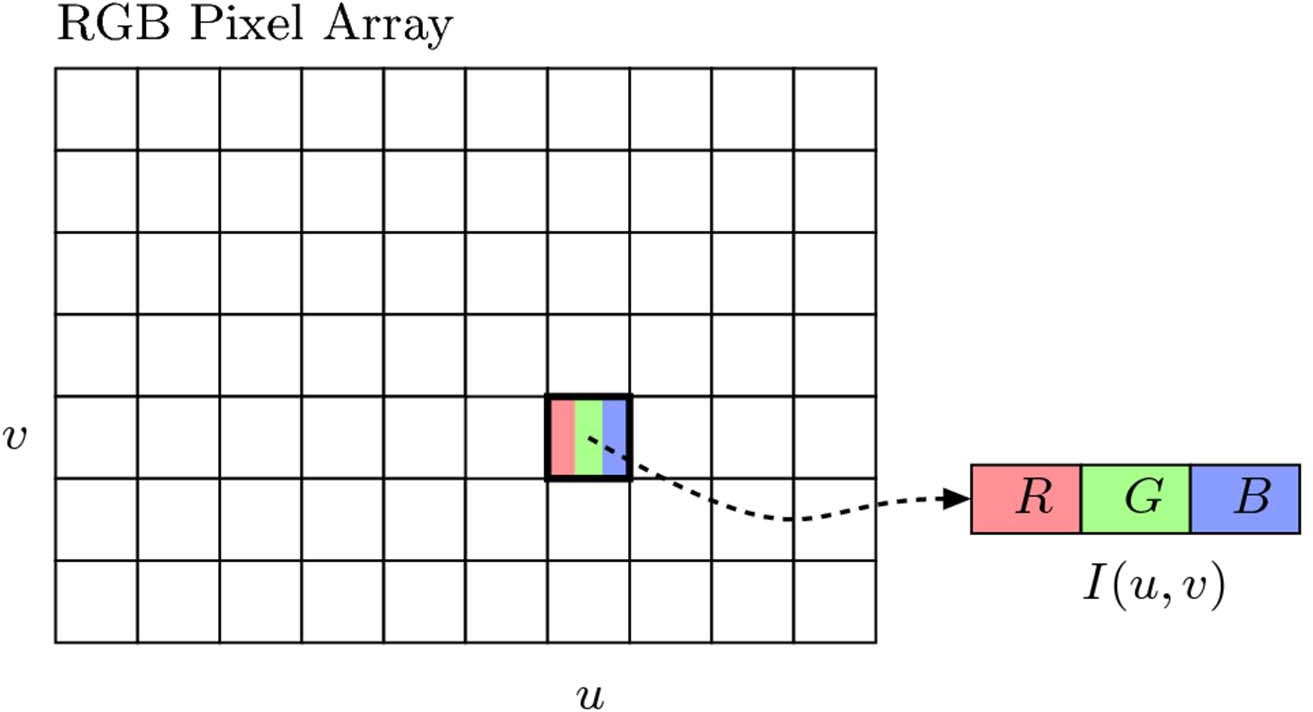 RGB Pixel Array
v
R G B
I(u, v)
u